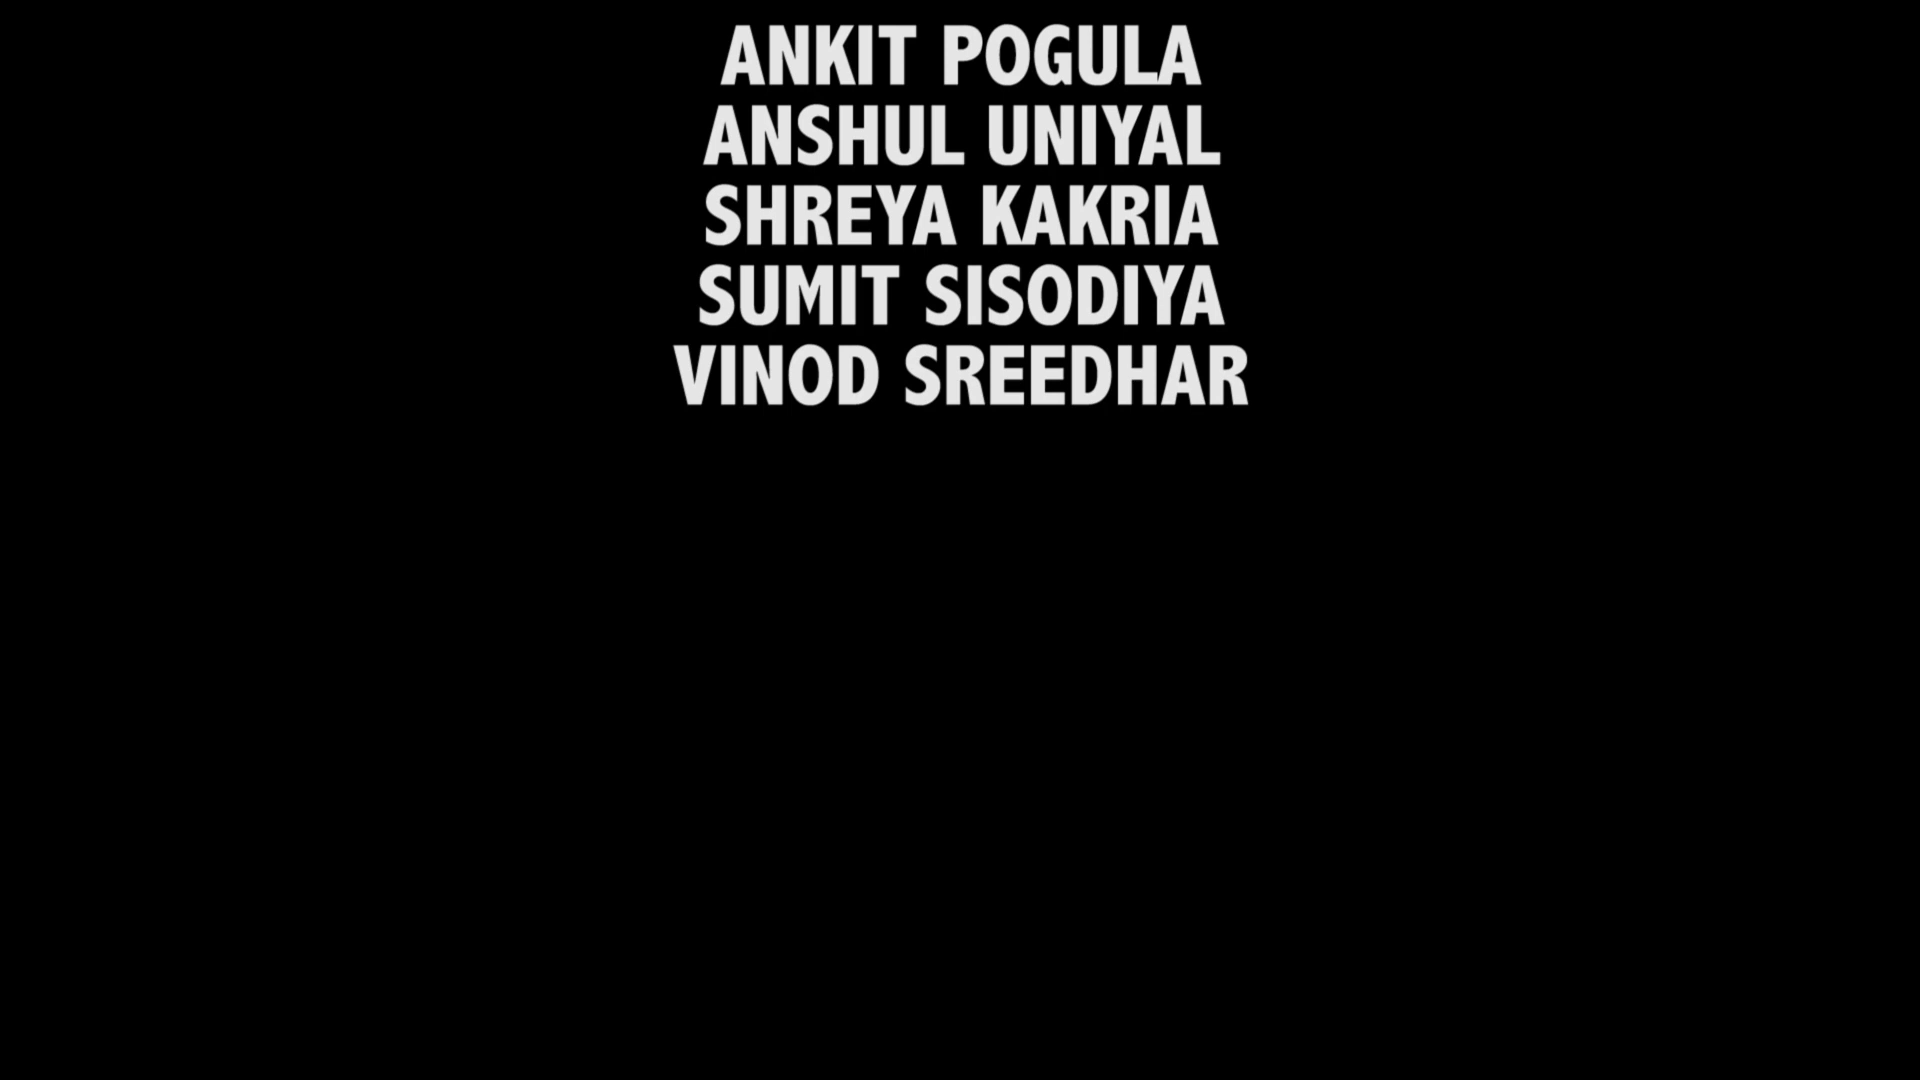 ANKIT POGULA
ANSHUL UNIYAL
SHREYA KAKRIA
SUMIT SISODIYA
VINOD SREEDHAR